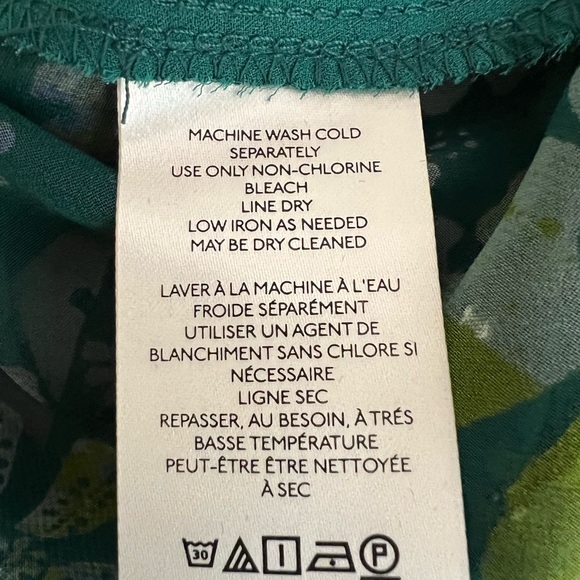 MACHINE WASH COLD
SEPARATELY
USE ONLY NON-CHLORINE
BLEACH
LINE DRY
LOW IRON AS NEEDED
MAY BE DRY CLEANED
LAVER À LA MACHINE À L'EAU
FROIDE SÉPARÉMENT
UTILISER UN AGENT DE
BLANCHIMENT SANS CHLORE SI
NÉCESSAIRE
LIGNE SEC
REPASSER, AU BESOIN, À TRÉS
BASSE TEMPÉRATURE
PEUT-ÊTRE ÊTRE NETTOYÉE
À SEC
30 P